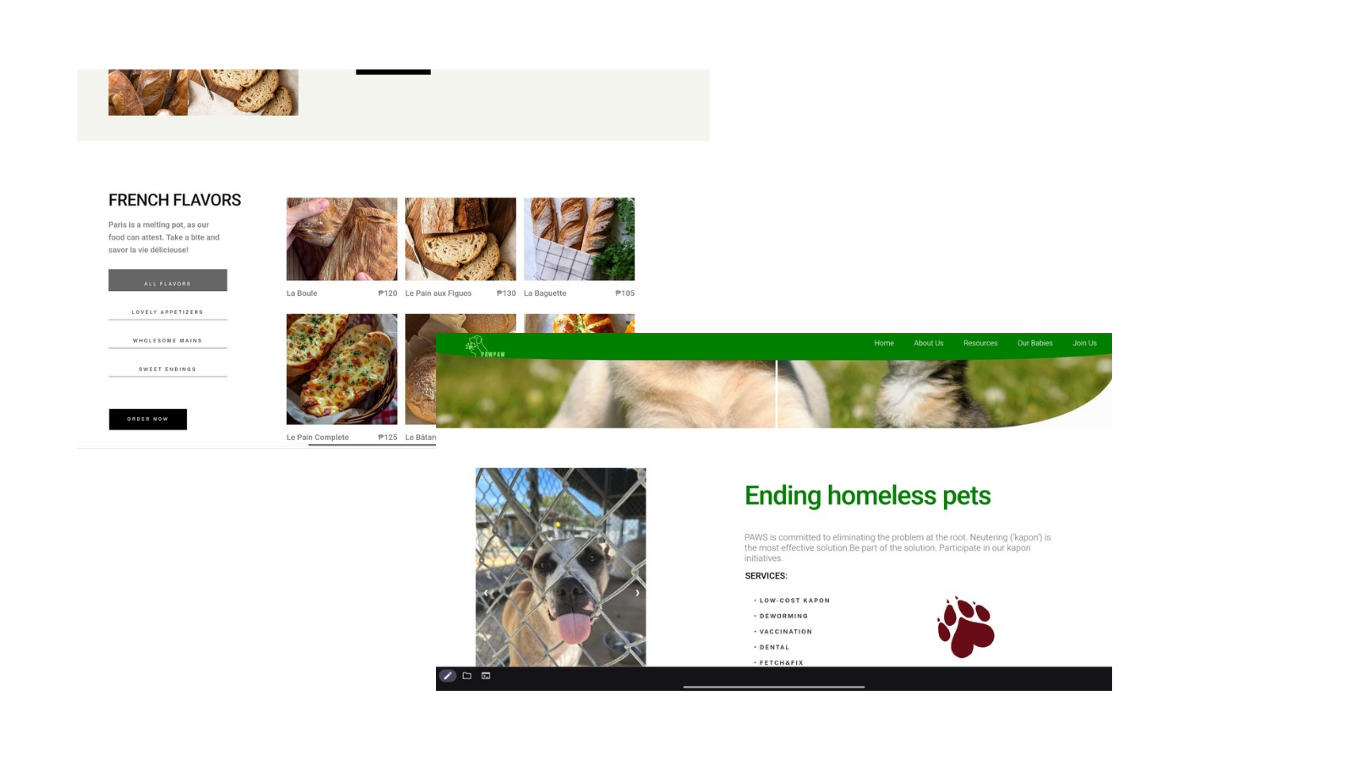 FRENCH FLAVORS
Paris is a melting pot, as our
food can attest. Take a bite and
savor la vie délicieuse!
ALL FLAVORS
LOVELY APPETIZERS
WHOLESOME MAINS
SWEET ENDINGS
ORDER NOW
La Boule ₱120
Le Pain aux Figues ₱130
La Baguette ₱105
Le Pain Complete ₱125
Le Bâtar
PAWPAW
Home About Us Resources Our Babies Join Us
Ending homeless pets
PAWS is committed to eliminating the problem at the root. Neutering ('kapon') is
the most effective solution.Be part of the solution. Participate in our kapon
initiatives.
SERVICES:
• LOW-COST KAPON
• DEWORMING
• VACCINATION
• DENTAL
• FETCH&FIX